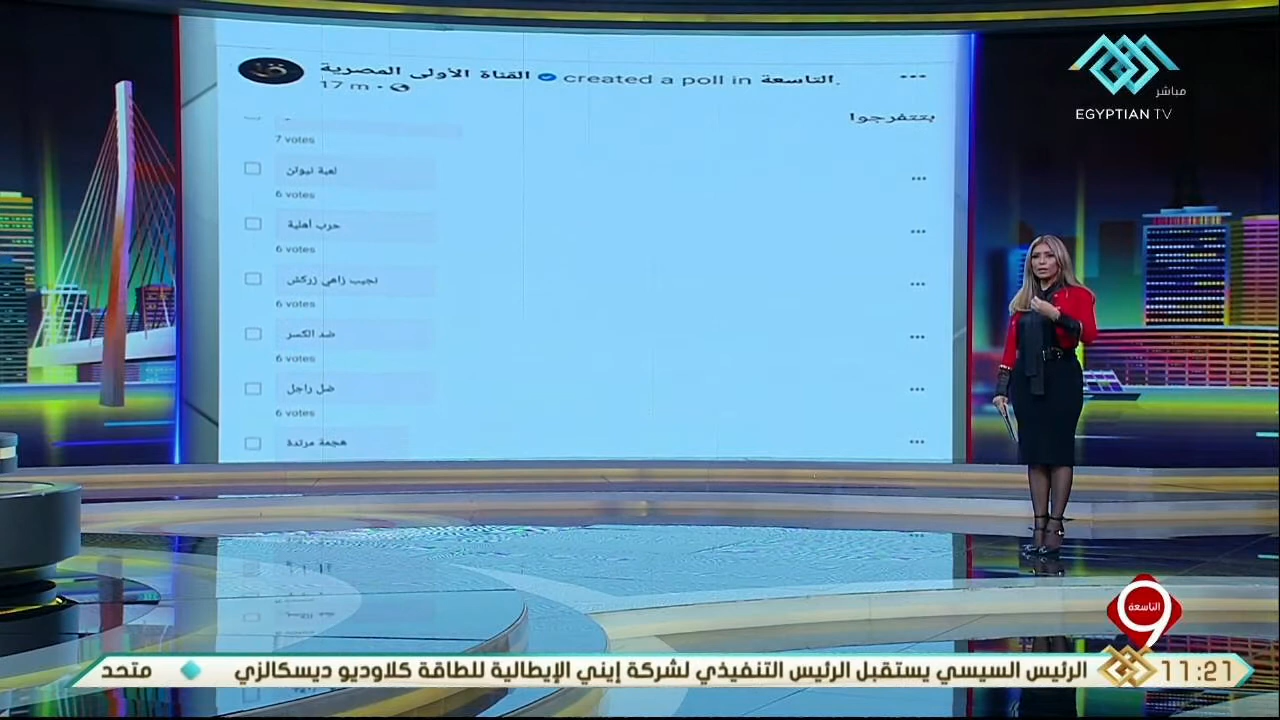 القناة الأولى المصرية created a poll in التاسعة.
17 m
بتتفرجوا
7 votes
لعبة نيوتن
6 votes
حرب أهلية
6 votes
نجيب زاهي زركش
6 votes
ضد الكسر
6 votes
ضل راجل
6 votes
هجمة مرتدة
مباشر
EGYPTIAN TV
التاسعة
9
11:21
الرئيس السيسي يستقبل الرئيس التنفيذي لشركة إيني الإيطالية للطاقة كلاوديو ديسكالزي
متحد